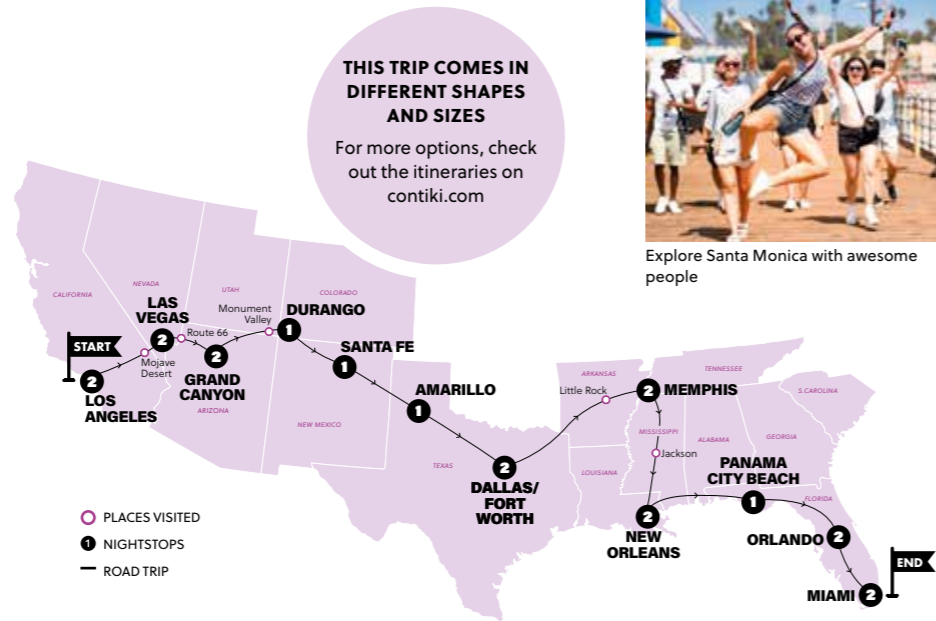 THIS TRIP COMES IN
DIFFERENT SHAPES
AND SIZES
For more options, check
out the itineraries on
contiki.com
Explore Santa Monica with awesome
people
CALIFORNIA
NEVADA
UTAH
COLORADO
ARIZONA
NEW MEXICO
TEXAS
ARKANSAS
LOUISIANA
MISSISSIPPI
TENNESSEE
ALABAMA
GEORGIA
S.CAROLINA
FLORIDA
START
2
LOS
ANGELES
Mojave
Desert
LAS
VEGAS
2
Route 66
2
GRAND
CANYON
Monument
Valley
DURANGO
1
SANTA FE
1
AMARILLO
1
2
DALLAS/
FORT
WORTH
Little Rock
2
MEMPHIS
Jackson
2
NEW
ORLEANS
PANAMA
CITY BEACH
1
ORLANDO
2
MIAMI
2
END
PLACES VISITED
1 NIGHTSTOPS
ROAD TRIP